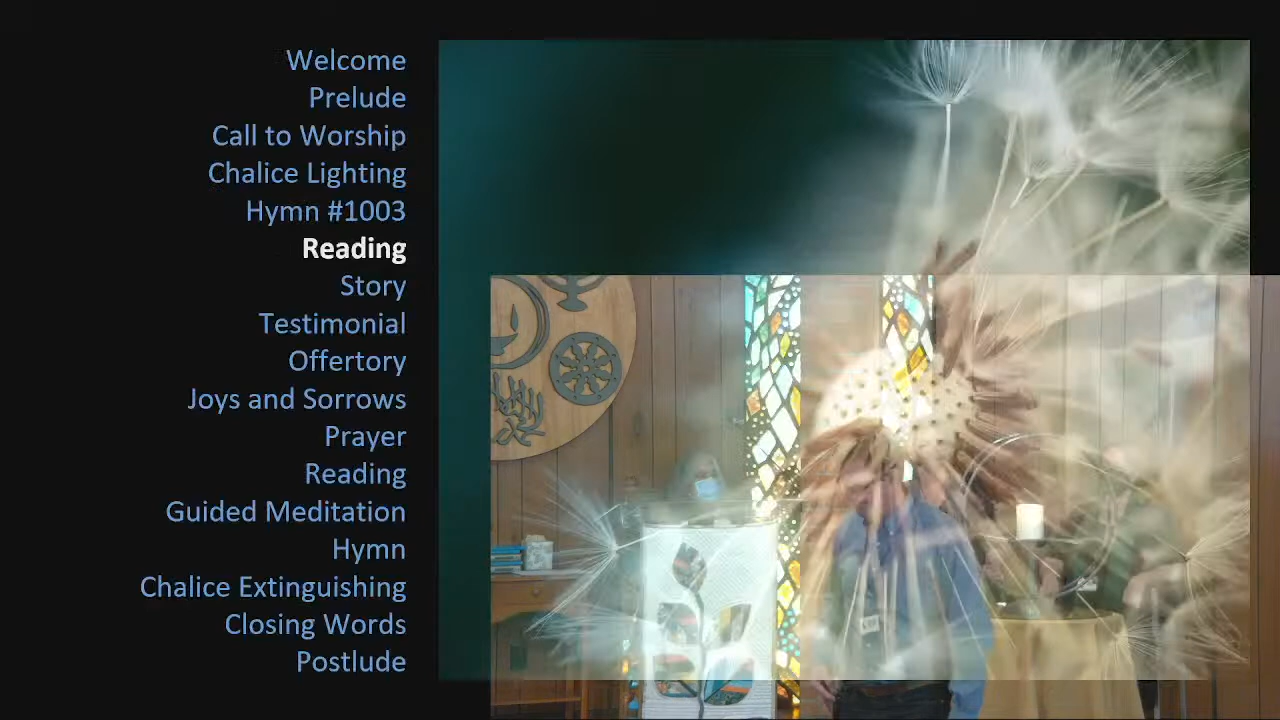 Welcome
Prelude
Call to Worship
Chalice Lighting
Hymn #1003
Reading
Story
Testimonial
Offertory
Joys and Sorrows
Prayer
Reading
Guided Meditation
Hymn
Chalice Extinguishing
Closing Words
Postlude